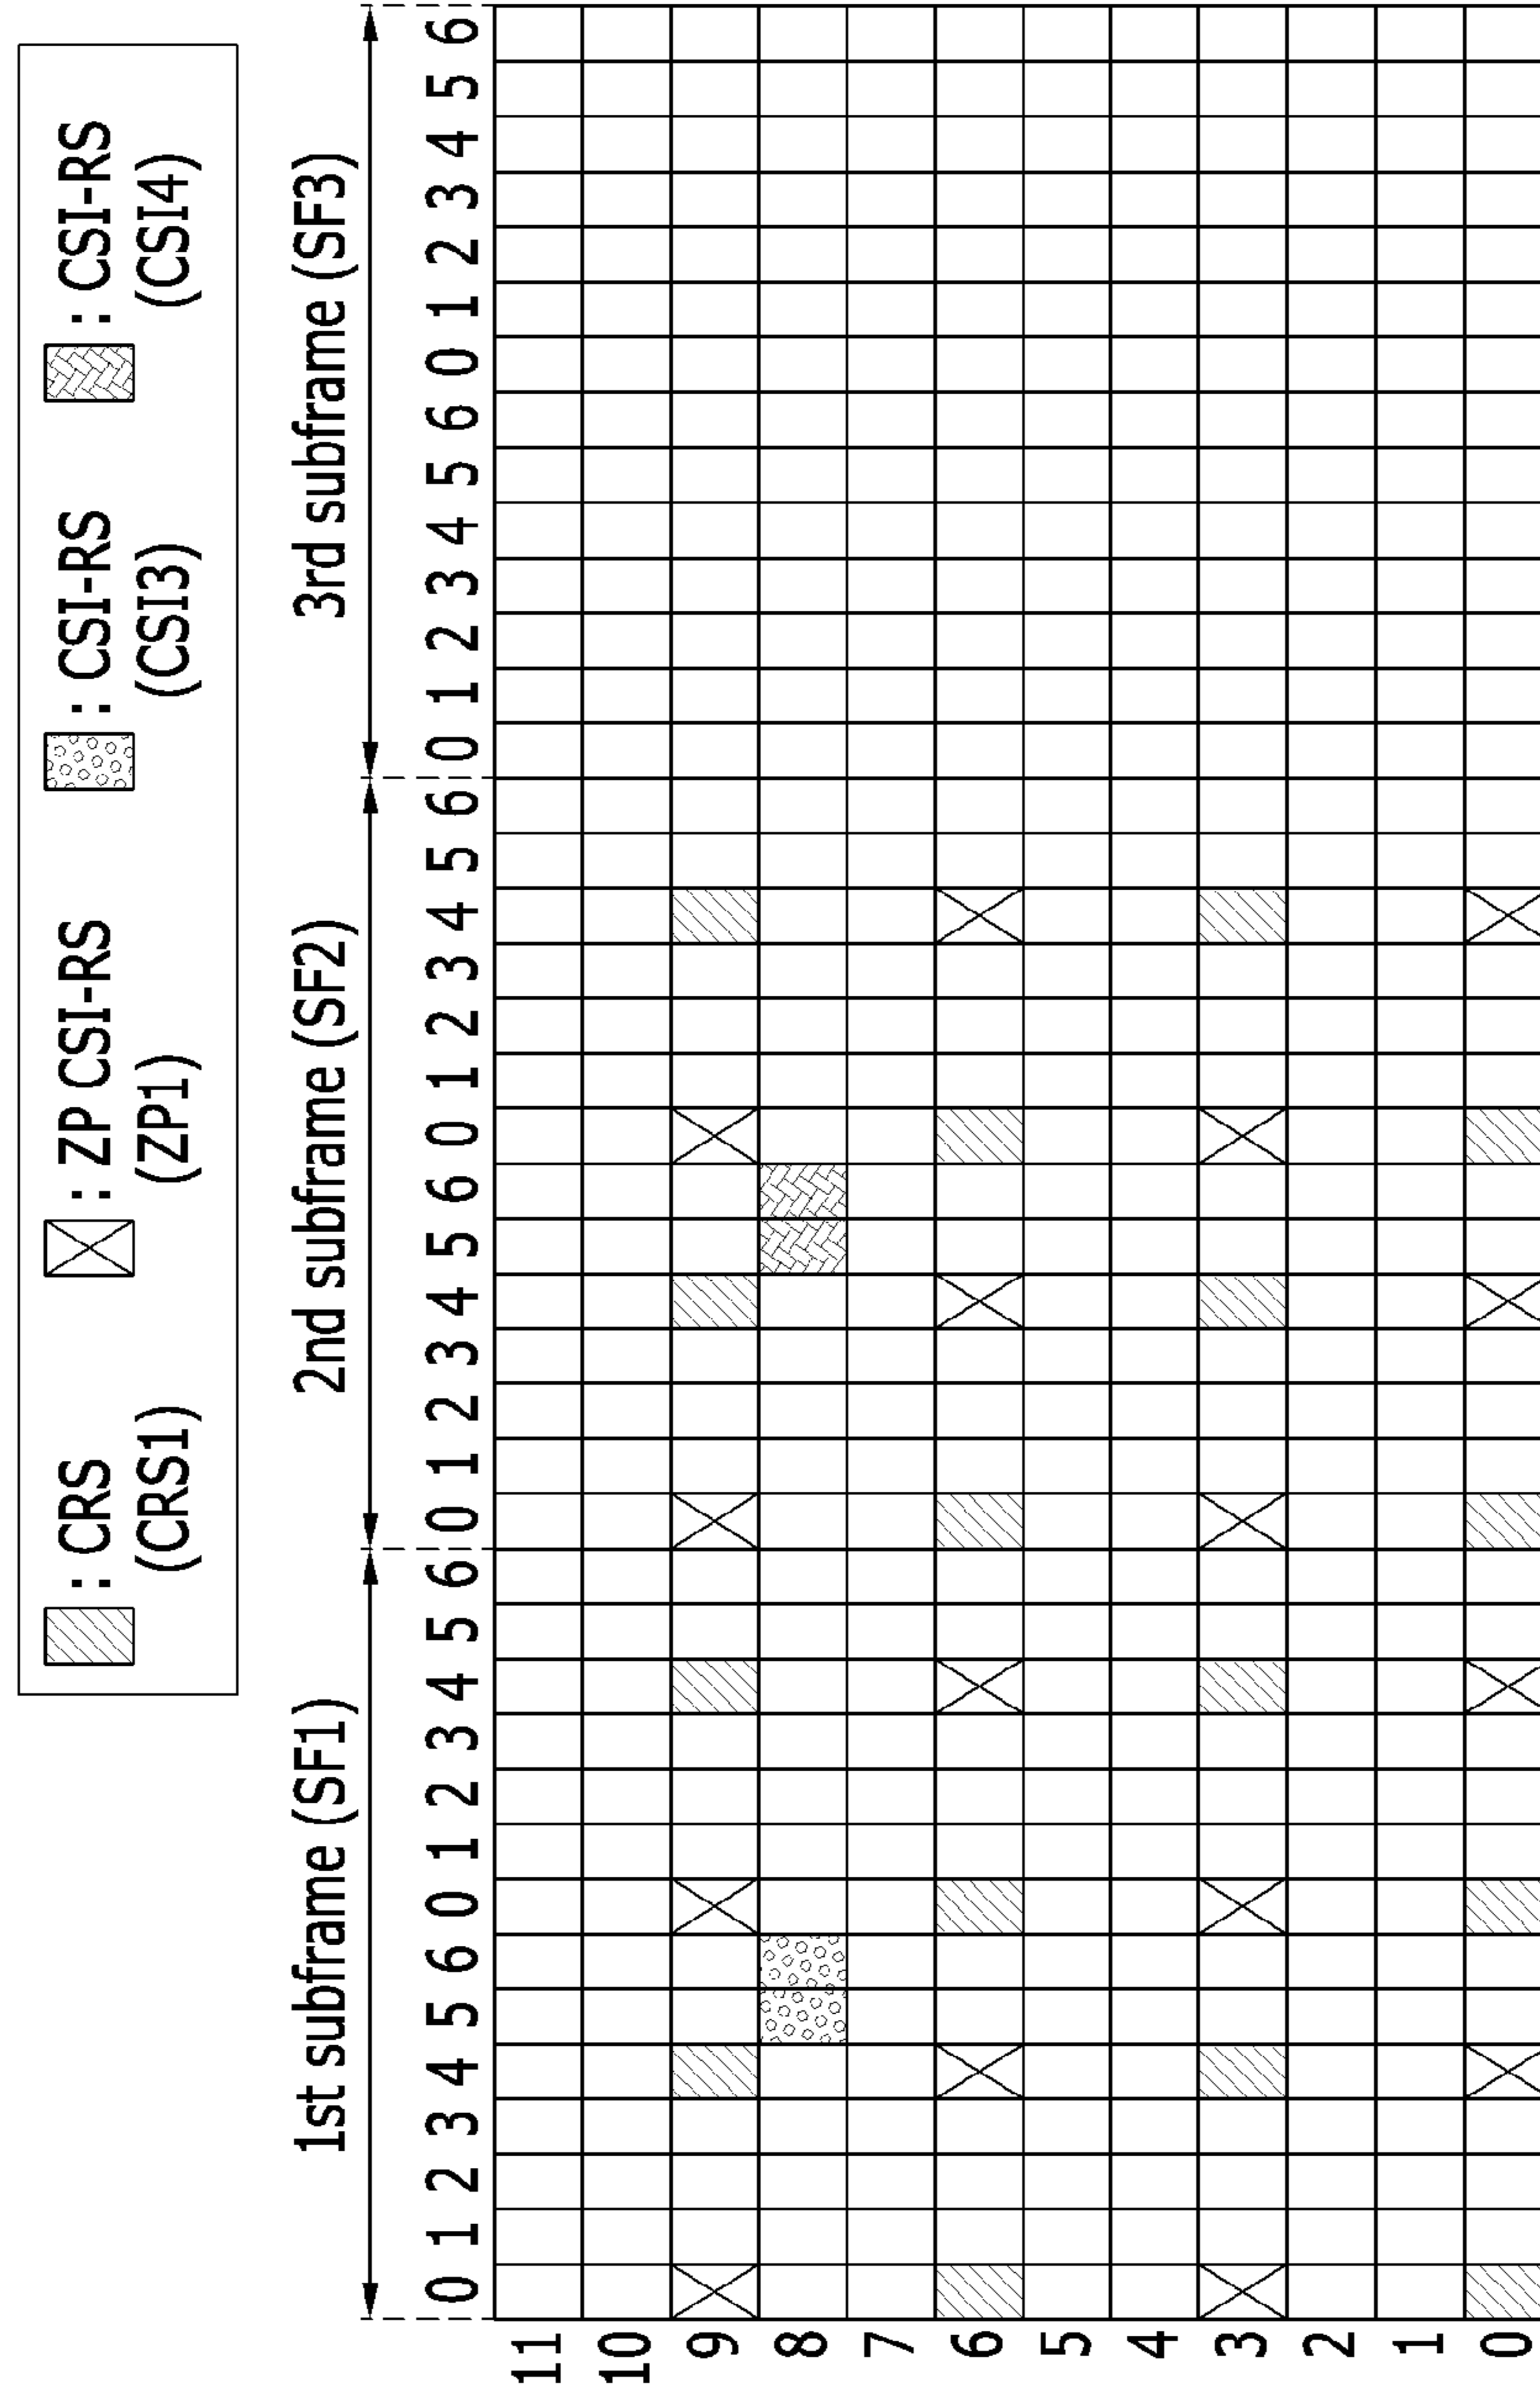 : CRS
(CRS1)
: ZP CSI-RS
(ZP1)
: CSI-RS
(CSI3)
: CSI-RS
(CSI4)
1st subframe (SF1)
2nd subframe (SF2)
3rd subframe (SF3)
0 1 2 3 4 5 6 0 1 2 3 4 5 6 0 1 2 3 4 5 6 0 1 2 3 4 5 6 0 1 2 3 4 5 6 0 1 2 3 4 5 6
11
10
9
8
7
6
5
4
3
2
1
0